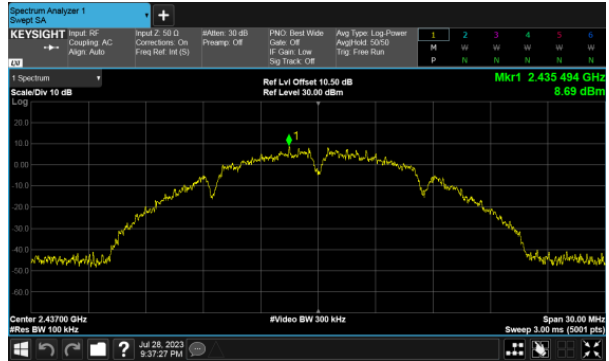 Spectrum Analyzer 1
Swept SA
KEYSIGHT
Input: RF
Coupling: AC
Align: Auto
Input Z: 50 Ω
Corrections: On
Freq Ref: Int (S)
#Atten: 30 dB
Preamp: Off
PNO: Best Wide
Gate: Off
IF Gain: Low
Sig Track: Off
Avg Type: Log-Power
Avg|Hold: 50/50
Trig: Free Run
1 2 3 4 5 6
M W W W W W
P N N N N N
LXI
1 Spectrum
Scale/Div 10 dB
Ref Lvl Offset 10.50 dB
Ref Level 30.00 dBm
Mkr1 2.435 494 GHz
8.69 dBm
Log
20.0
10.0
0.00
-10.0
-20.0
-30.0
-40.0
-50.0
-60.0
1
Center 2.43700 GHz
#Res BW 100 kHz
#Video BW 300 kHz
Span 30.00 MHz
Sweep 3.00 ms (5001 pts)
?
Jul 28, 2023
9:37:27 PM